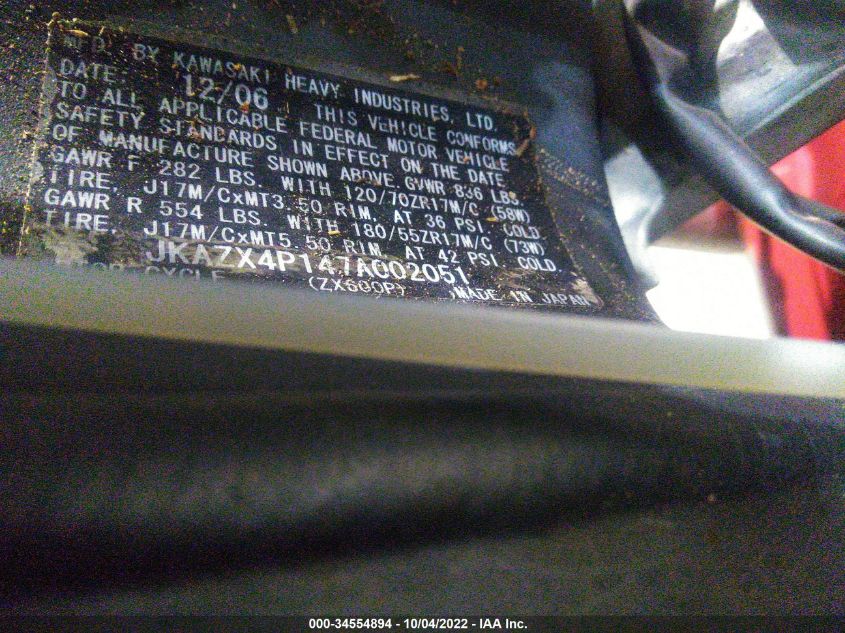 MFD. BY KAWASAKI HEAVY INDUSTRIES, LTD.
DATE: 12/06 THIS VEHICLE CONFORMS
TO ALL APPLICABLE FEDERAL MOTOR VEHICLE
SAFETY STANDARDS IN EFFECT ON THE DATE
OF MANUFACTURE SHOWN ABOVE. GVWR 836 LBS.
GAWR F 282 LBS. WITH 120/70ZR17M/C (58W)
TIRE, J17M/CxMT3.50 RIM, AT 36 PSI. COLD
GAWR R 554 LBS. WITH 180/55ZR17M/C (73W)
TIRE, J17M/CxMT5.50 RIM, AT 42 PSI. COLD.
JKAZX4P147A002051
CYCLE (ZX600P) MADE IN JAPAN
000-34554894 - 10/04/2022 - IAA Inc.